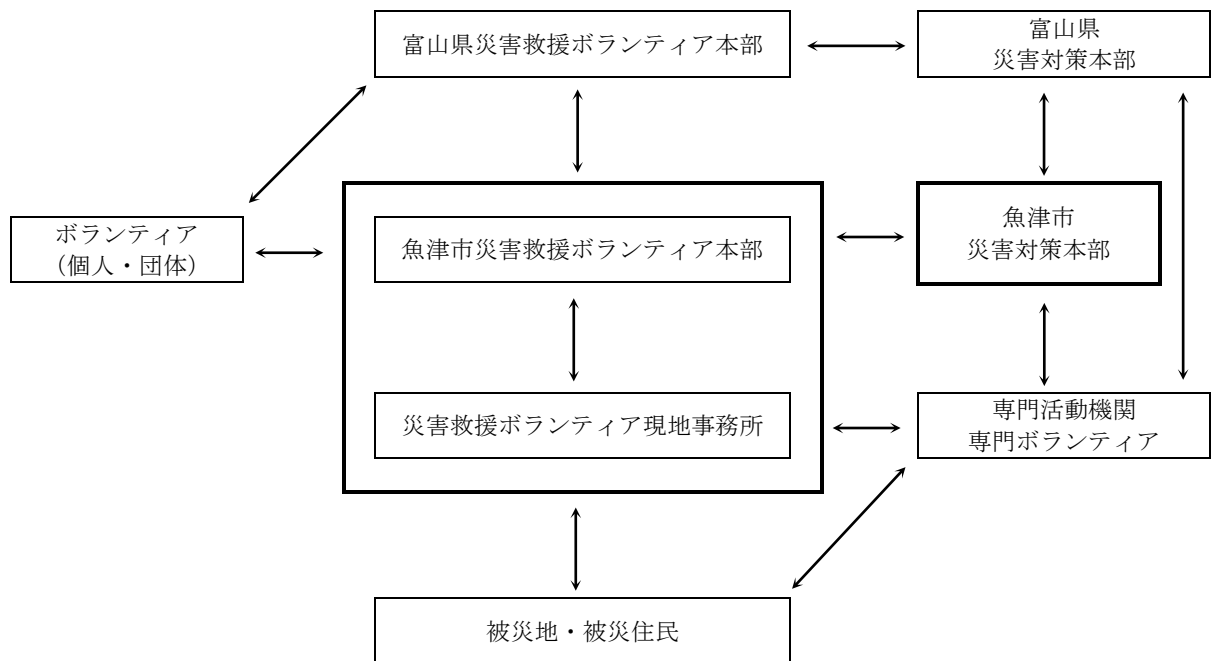 富山県災害救援ボランティア本部
富山県
災害対策本部
ボランティア
（個人・団体）
魚津市災害救援ボランティア本部
魚津市
災害対策本部
災害救援ボランティア現地事務所
専門活動機関
専門ボランティア
被災地・被災住民